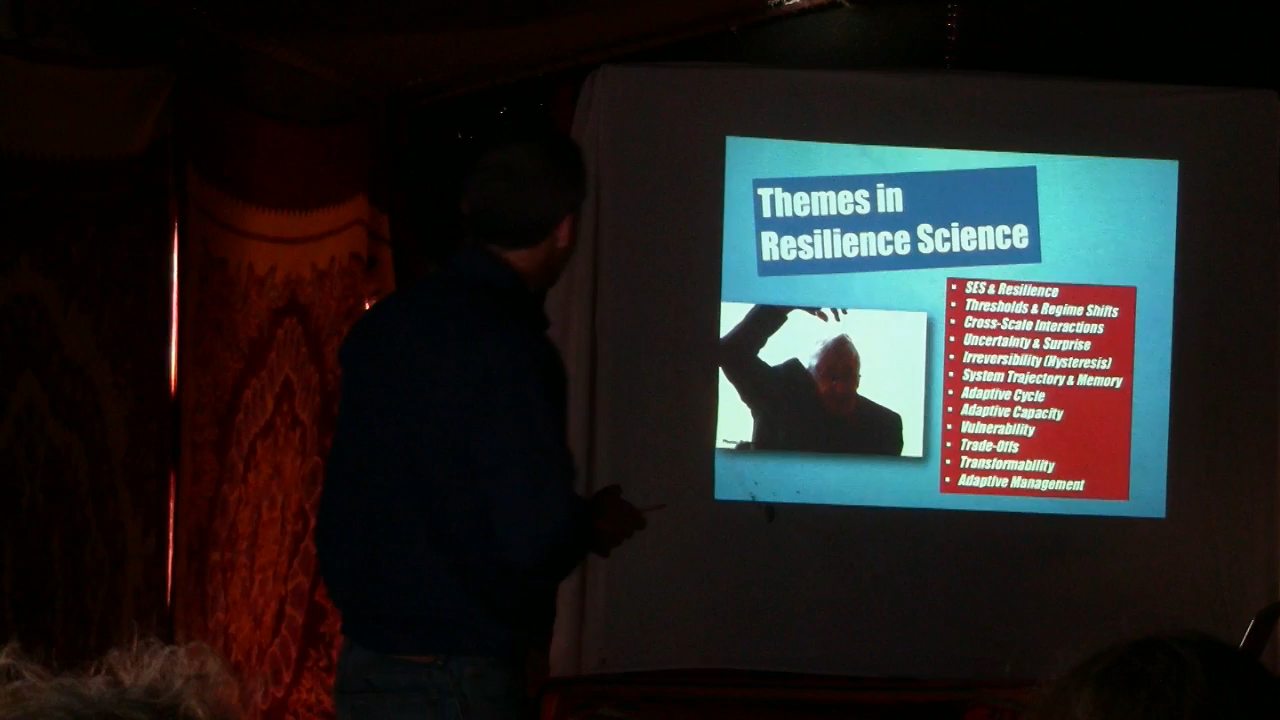 Themes in
Resilience Science
SES & Resilience
Thresholds & Regime Shifts
Cross-Scale Interactions
Uncertainty & Surprise
Irreversibility (Hysteresis)
System Trajectory & Memory
Adaptive Cycle
Adaptive Capacity
Vulnerability
Trade-Offs
Transformability
Adaptive Management